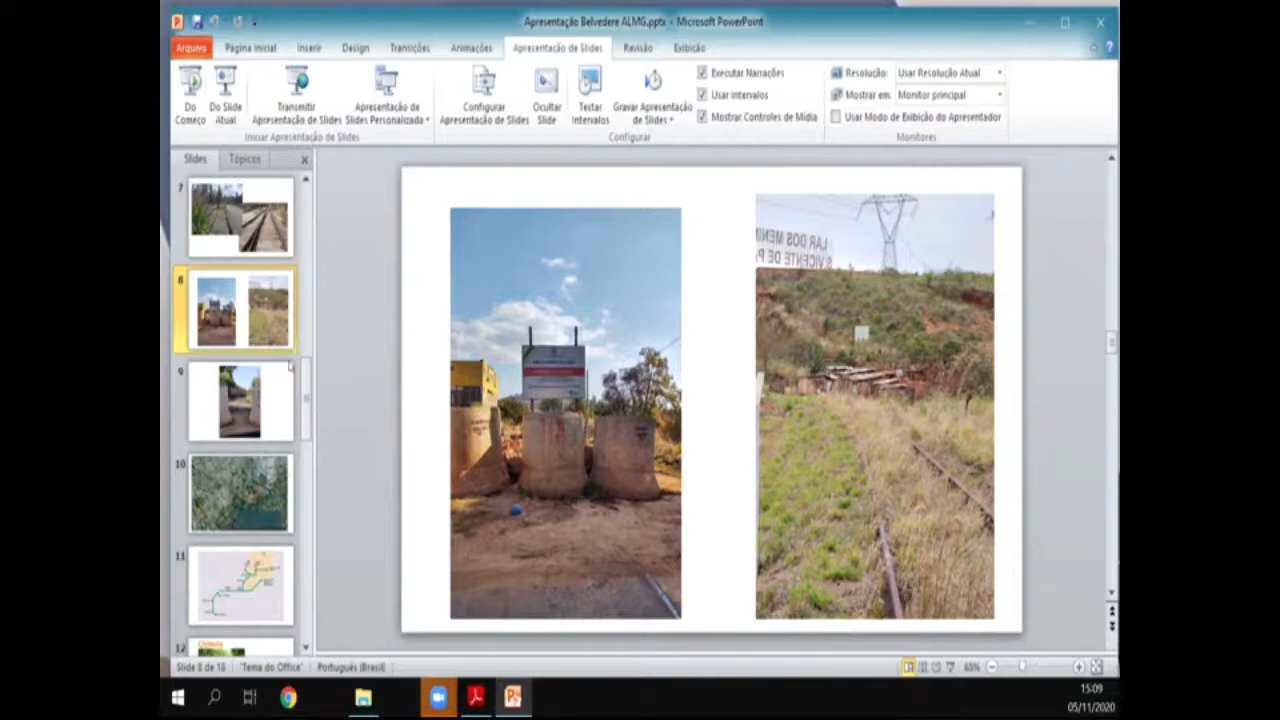 Apresentação Belvedere ALMG.pptx - Microsoft PowerPoint
Arquivo Página Inicial Inserir Design Transições Animações Apresentação de Slides Revisão Exibição
Do Começo
Do Slide Atual
Transmitir Apresentação de Slides
Apresentação de Slides Personalizada
Iniciar Apresentação de Slides
Configurar Apresentação de Slides
Ocultar Slide
Testar Intervalos
Gravar Apresentação de Slides
Executar Narrações
Usar Intervalos
Mostrar Controles de Mídia
Configurar
Resolução: Usar Resolução Atual
Mostrar em: Monitor principal
Usar Modo de Exibição do Apresentador
Monitores
Slides Tópicos
7
8
9
10
11
12
LAR DOS MENIN
S VICENTE DE P
Slide 8 de 18 "Tema do Office" Português (Brasil) 65%
15:09
05/11/2020